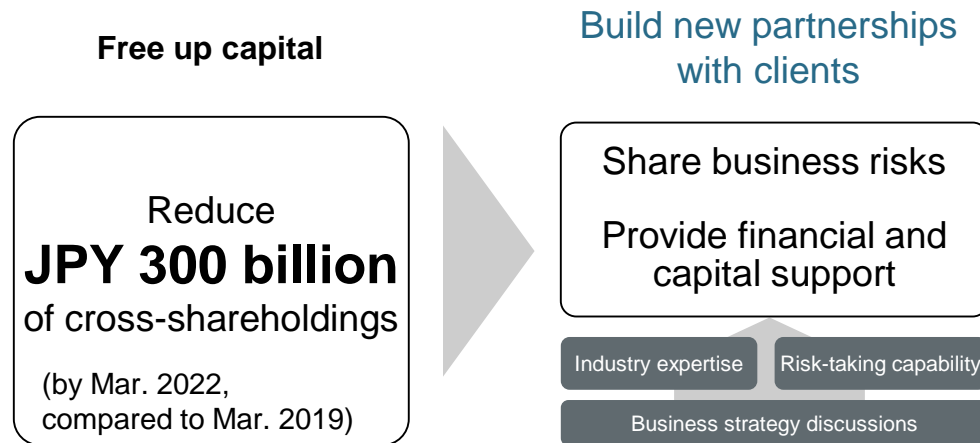 Free up capital
Reduce
JPY 300 billion
of cross-shareholdings
(by Mar. 2022,
compared to Mar. 2019)
Build new partnerships
with clients
Share business risks
Provide financial and
capital support
Industry expertise
Risk-taking capability
Business strategy discussions